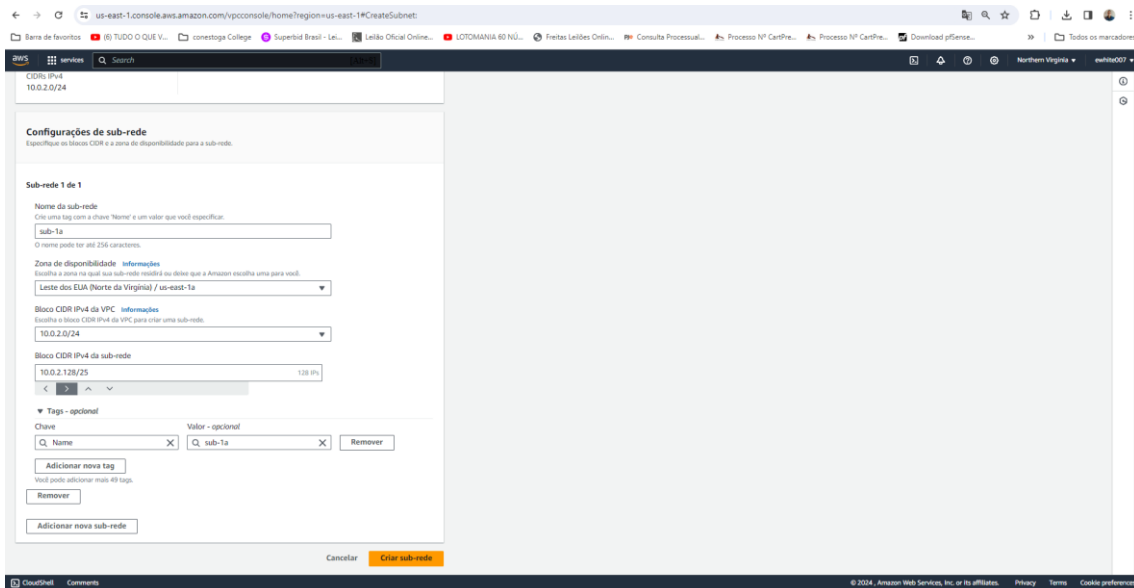 us-east-1.console.aws.amazon.com/vpcconsole/home?region=us-east-1#CreateSubnet:
Barra de favoritos (6) TUDO O QUE V... conestoga College Superbid Brasil - Lei... Leilão Oficial Online... LOTOMANIA 60 NÚ... Freitas Leilões Onlin... Consulta Processual... Processo Nº CartPre... Processo Nº CartPre... Download pfSense... » Todos os marcadores
aws services Search Northern Virginia ewhite007
CIDRs IPv4
10.0.2.0/24
Configurações de sub-rede
Especifique os blocos CIDR e a zona de disponibilidade para a sub-rede.
Sub-rede 1 de 1
Nome da sub-rede
Crie uma tag com a chave 'Nome' e um valor que você especificar.
sub-1a
O nome pode ter até 256 caracteres.
Zona de disponibilidade Informações
Escolha a zona na qual sua sub-rede residirá ou deixe que a Amazon escolha uma para você.
Leste dos EUA (Norte da Virgínia) / us-east-1a
Bloco CIDR IPv4 da VPC Informações
Escolha o bloco CIDR IPv4 da VPC para criar uma sub-rede.
10.0.2.0/24
Bloco CIDR IPv4 da sub-rede
10.0.2.128/25 128 IPs
Tags - opcional
Chave Valor - opcional
Name sub-1a Remover
Adicionar nova tag
Você pode adicionar mais 49 tags.
Remover
Adicionar nova sub-rede
Cancelar Criar sub-rede
CloudShell Comments © 2024 , Amazon Web Services, Inc. or its affiliates. Privacy Terms Cookie preferences